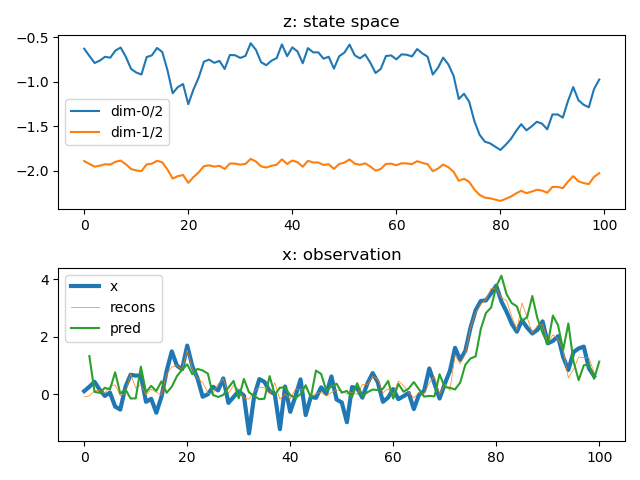 z: state space
−0.5
−1.0
−1.5
−2.0
dim-0/2
dim-1/2
0 20 40 60 80 100
x: observation
4
2
0
x
recons
pred
0 20 40 60 80 100